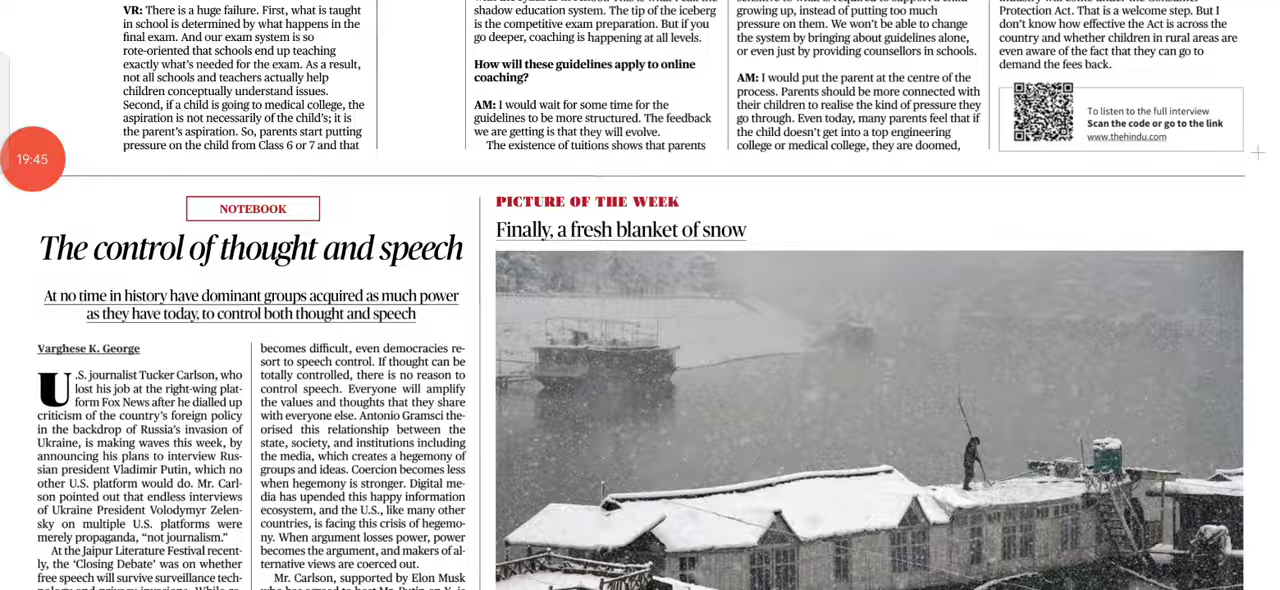 VR: There is a huge failure. First, what is taught
in school is determined by what happens in the
final exam. And our exam system is so
rote-oriented that schools end up teaching
exactly what's needed for the exam. As a result,
not all schools and teachers actually help
children conceptually understand issues.
Second, if a child is going to medical college, the
aspiration is not necessarily of the child's; it is
the parent's aspiration. So, parents start putting
pressure on the child from Class 6 or 7 and that
shadow education system. The tip of the iceberg
is the competitive exam preparation. But if you
go deeper, coaching is happening at all levels.
How will these guidelines apply to online
coaching?
AM: I would wait for some time for the
guidelines to be more structured. The feedback
we are getting is that they will evolve.
The existence of tuitions shows that parents
growing up, instead of putting too much
pressure on them. We won't be able to change
the system by bringing about guidelines alone,
or even just by providing counsellors in schools.
AM: I would put the parent at the centre of the
process. Parents should be more connected with
their children to realise the kind of pressure they
go through. Even today, many parents feel that if
the child doesn't get into a top engineering
college or medical college, they are doomed,
Protection Act. That is a welcome step. But I
don't know how effective the Act is across the
country and whether children in rural areas are
even aware of the fact that they can go to
demand the fees back.
To listen to the full interview
Scan the code or go to the link
www.thehindu.com
19:45
NOTEBOOK
The control of thought and speech
At no time in history have dominant groups acquired as much power
as they have today, to control both thought and speech
Varghese K. George
U.S. journalist Tucker Carlson, who
lost his job at the right-wing plat-
form Fox News after he dialled up
criticism of the country's foreign policy
in the backdrop of Russia's invasion of
Ukraine, is making waves this week, by
announcing his plans to interview Rus-
sian president Vladimir Putin, which no
other U.S. platform would do. Mr. Carl-
son pointed out that endless interviews
of Ukraine President Volodymyr Zelen-
sky on multiple U.S. platforms were
merely propaganda, "not journalism."
At the Jaipur Literature Festival recent-
ly, the 'Closing Debate' was on whether
free speech will survive surveillance tech-
becomes difficult, even democracies re-
sort to speech control. If thought can be
totally controlled, there is no reason to
control speech. Everyone will amplify
the values and thoughts that they share
with everyone else. Antonio Gramsci the-
orised this relationship between the
state, society, and institutions including
the media, which creates a hegemony of
groups and ideas. Coercion becomes less
when hegemony is stronger. Digital me-
dia has upended this happy information
ecosystem, and the U.S., like many other
countries, is facing this crisis of hegemo-
ny. When argument losses power, power
becomes the argument, and makers of al-
ternative views are coerced out.
Mr. Carlson, supported by Elon Musk
PICTURE OF THE WEEK
Finally, a fresh blanket of snow